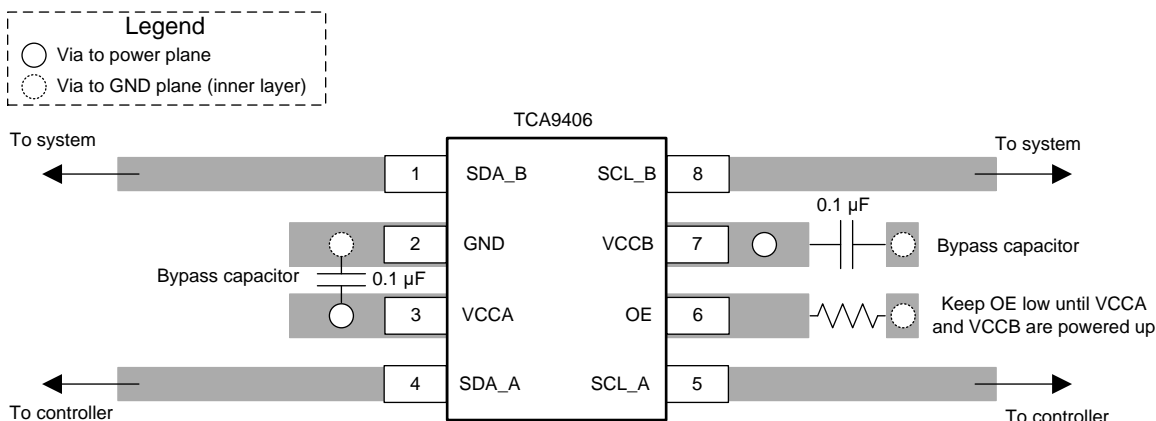 Legend
Via to power plane
Via to GND plane (inner layer)
TCA9406
To system
To system
1 SDA_B SCL_B 8
0.1 µF
2 GND VCCB 7
Bypass capacitor
Bypass capacitor 0.1 µF
3 VCCA OE 6
Keep OE low until VCCA
and VCCB are powered up
4 SDA_A SCL_A 5
To controller
To controller